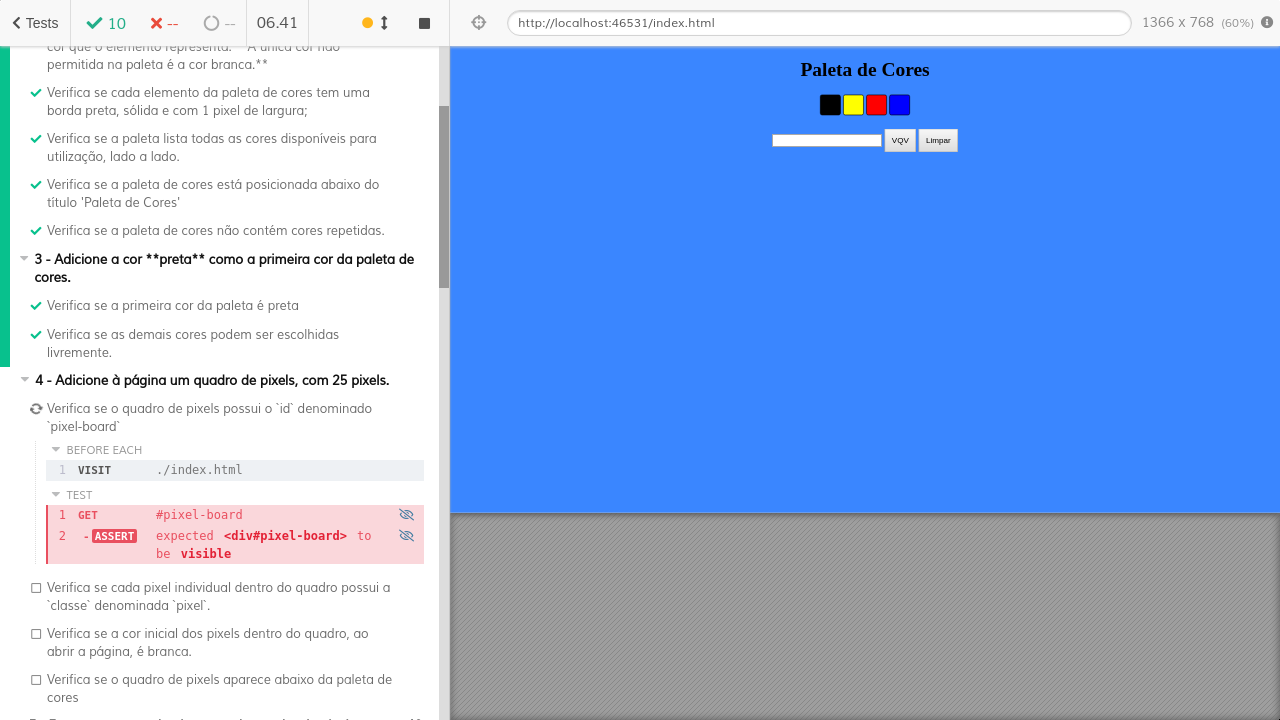 Tests
10
--
--
06.41
http://localhost:46531/index.html
1366 x 768 (60%)
cor que o elemento representa. **A única cor não
permitida na paleta é a cor branca.**
Verifica se cada elemento da paleta de cores tem uma
borda preta, sólida e com 1 pixel de largura;
Verifica se a paleta lista todas as cores disponíveis para
utilização, lado a lado.
Verifica se a paleta de cores está posicionada abaixo do
título 'Paleta de Cores'
Verifica se a paleta de cores não contém cores repetidas.
3 - Adicione a cor **preta** como a primeira cor da paleta de
cores.
Verifica se a primeira cor da paleta é preta
Verifica se as demais cores podem ser escolhidas
livremente.
4 - Adicione à página um quadro de pixels, com 25 pixels.
Verifica se o quadro de pixels possui o `id` denominado
`pixel-board`
BEFORE EACH
1 VISIT ./index.html
TEST
1 GET #pixel-board
2 -ASSERT expected <div#pixel-board> to
be visible
Verifica se cada pixel individual dentro do quadro possui a
`classe` denominada `pixel`.
Verifica se a cor inicial dos pixels dentro do quadro, ao
abrir a página, é branca.
Verifica se o quadro de pixels aparece abaixo da paleta de
cores
Paleta de Cores
VQV
Limpar